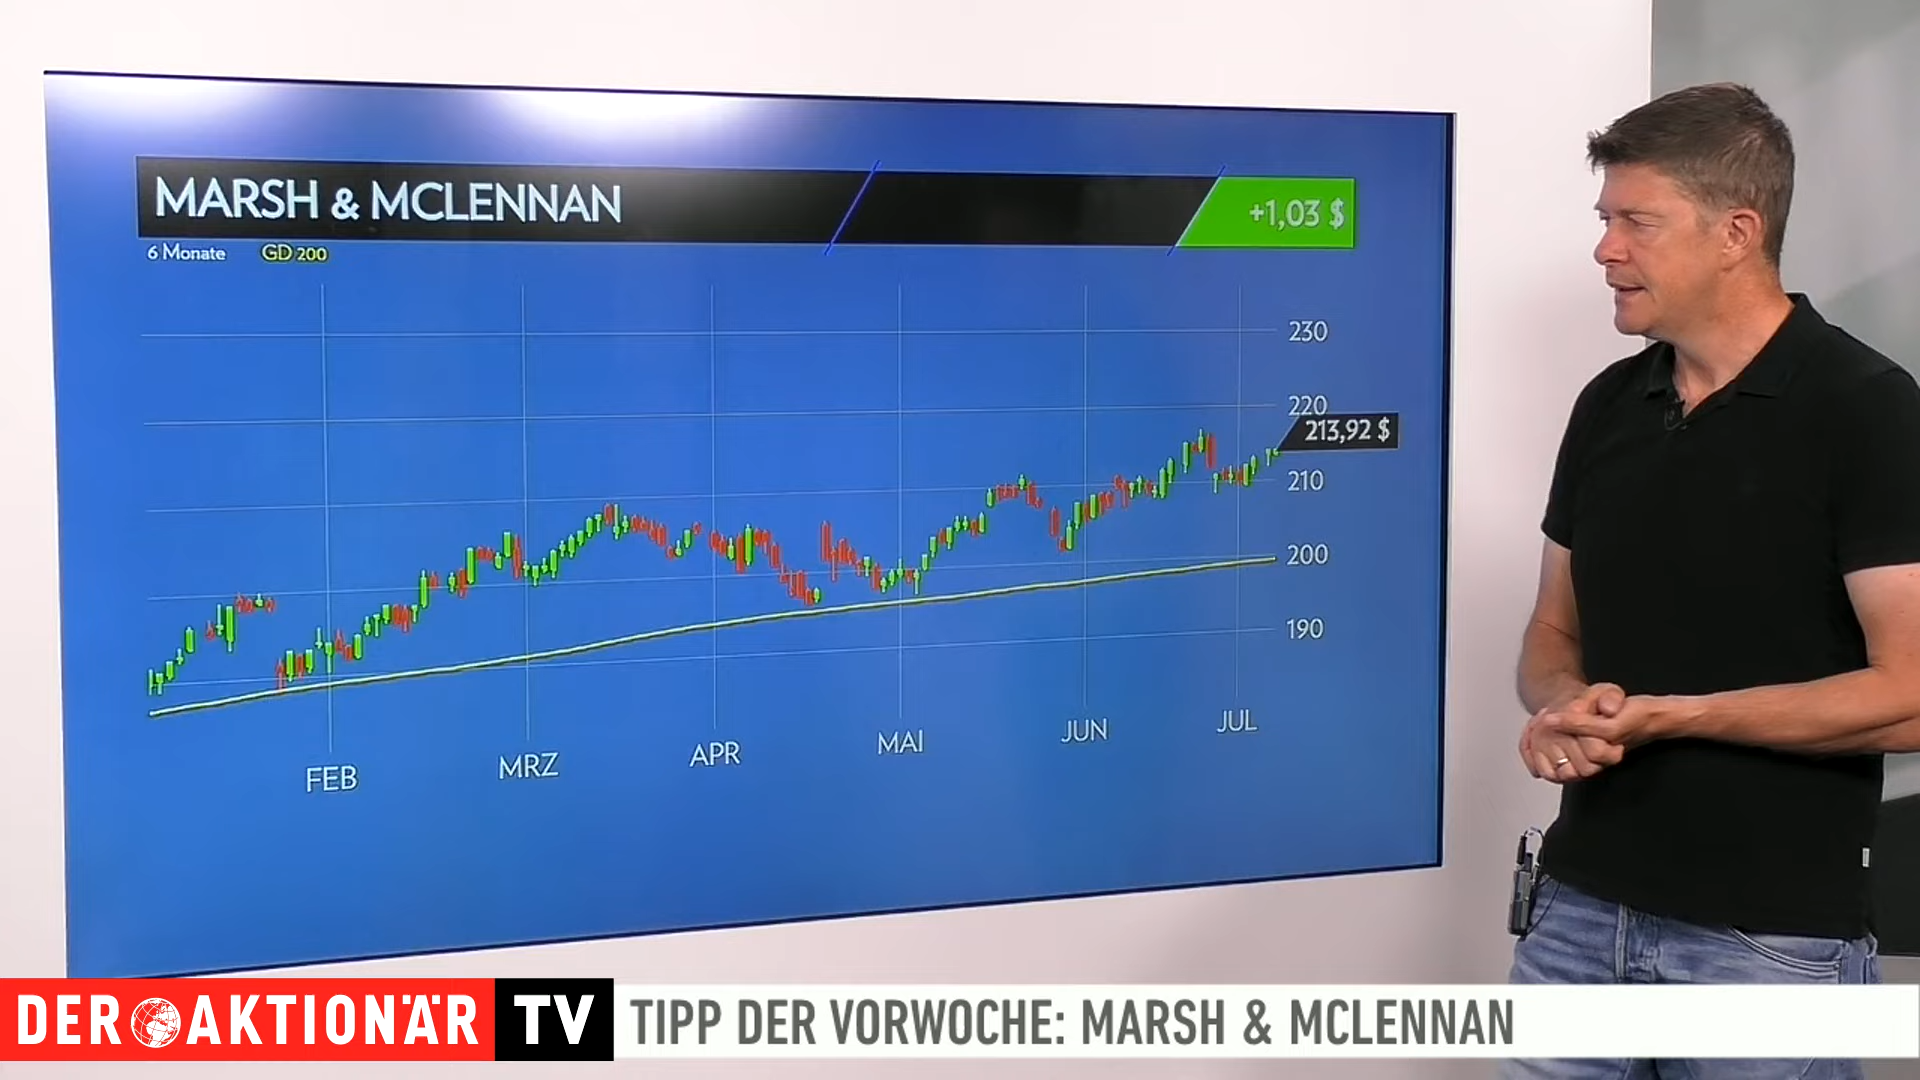 MARSH & MCLENNAN
+1,03 $
6 Monate GD 200
230
220
213,92 $
210
200
190
FEB MRZ APR MAI JUN JUL
DER AKTIONÄR TV
TIPP DER VORWOCHE: MARSH & MCLENNAN